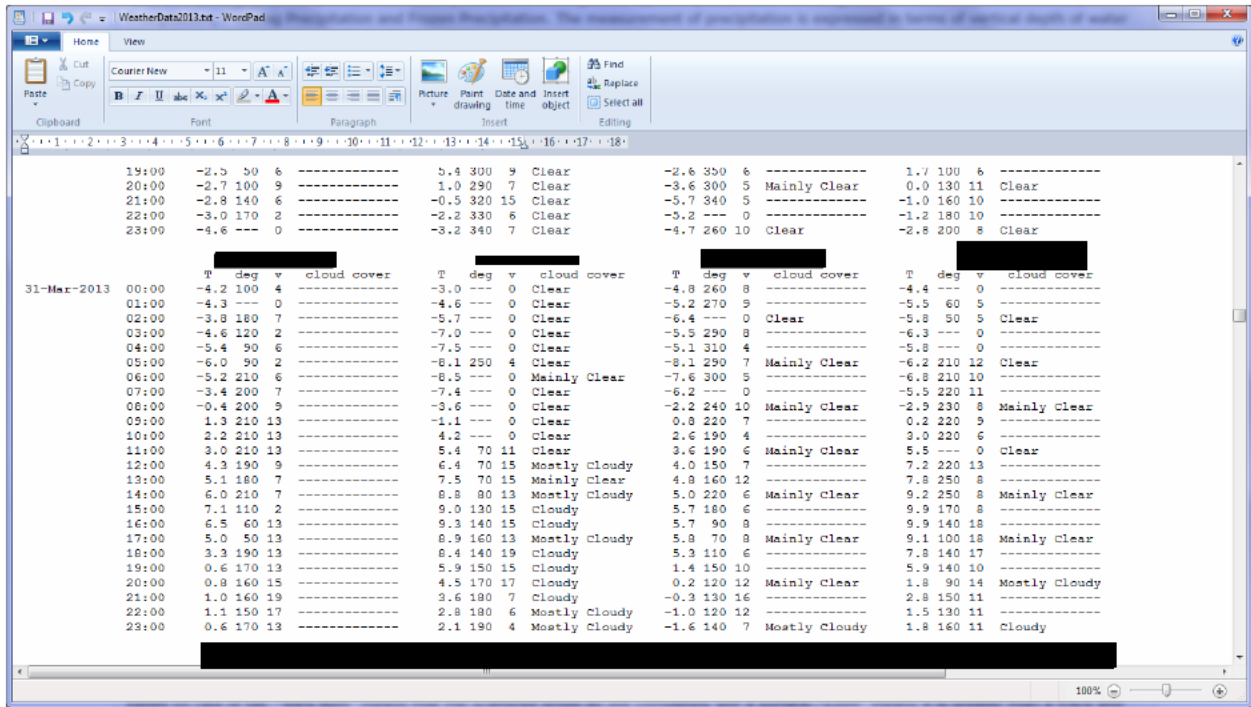 WeatherData2013.txt - WordPad
Home View
Cut
Copy
Paste
Courier New 11
Picture Paint drawing Date and time Insert object
Find
Replace
Select all
Clipboard Font Paragraph Insert Editing
1 2 3 4 5 6 7 8 9 10 11 12 13 14 15 16 17 18
19:00 -2.5 50 6 ------------- 5.4 300 9 Clear -2.6 350 6 ------------- 1.7 100 6 -------------
20:00 -2.7 100 9 ------------- 1.0 290 7 Clear -3.6 300 5 Mainly Clear 0.0 130 11 Clear
21:00 -2.8 140 6 ------------- -0.5 320 15 Clear -5.7 340 5 ------------- -1.0 160 10 -------------
22:00 -3.0 170 2 ------------- -2.2 330 6 Clear -5.2 --- 0 ------------- -1.2 180 10 -------------
23:00 -4.6 --- 0 ------------- -3.2 340 7 Clear -4.7 260 10 Clear -2.8 200 8 Clear
T deg v cloud cover T deg v cloud cover T deg v cloud cover T deg v cloud cover
31-Mar-2013 00:00 -4.2 100 4 ------------- -3.0 --- 0 Clear -4.8 260 8 ------------- -4.4 --- 0 -------------
01:00 -4.3 --- 0 ------------- -4.6 --- 0 Clear -5.2 270 9 ------------- -5.5 60 5 -------------
02:00 -3.8 180 7 ------------- -5.7 --- 0 Clear -6.4 --- 0 Clear -5.8 50 5 Clear
03:00 -4.6 120 2 ------------- -7.0 --- 0 Clear -5.5 290 8 ------------- -6.3 --- 0 -------------
04:00 -5.4 90 6 ------------- -7.5 --- 0 Clear -5.1 310 4 ------------- -5.8 --- 0 -------------
05:00 -6.0 90 2 ------------- -8.1 250 4 Clear -8.1 290 7 Mainly Clear -6.2 210 12 Clear
06:00 -5.2 210 6 ------------- -8.5 --- 0 Mainly Clear -7.6 300 5 ------------- -6.8 210 10 -------------
07:00 -3.4 200 7 ------------- -7.4 --- 0 Clear -6.2 --- 0 ------------- -5.5 220 11 -------------
08:00 -0.4 200 9 ------------- -3.6 --- 0 Clear -2.2 240 10 Mainly Clear -2.9 230 8 Mainly Clear
09:00 1.3 210 13 ------------- -1.1 --- 0 Clear 0.8 220 7 ------------- 0.2 220 9 -------------
10:00 2.2 210 13 ------------- 4.2 --- 0 Clear 2.6 190 4 ------------- 3.0 220 6 -------------
11:00 3.0 210 13 ------------- 5.4 70 11 Clear 3.6 190 6 Mainly Clear 5.5 --- 0 Clear
12:00 4.3 190 9 ------------- 6.4 70 15 Mostly Cloudy 4.0 150 7 ------------- 7.2 220 13 -------------
13:00 5.1 180 7 ------------- 7.5 70 15 Mainly Clear 4.8 160 12 ------------- 7.8 250 8 -------------
14:00 6.0 210 7 ------------- 8.8 80 13 Mostly Cloudy 5.0 220 6 Mainly Clear 9.2 250 8 Mainly Clear
15:00 7.1 110 2 ------------- 9.0 130 15 Cloudy 5.7 180 6 ------------- 9.9 170 8 -------------
16:00 6.5 60 13 ------------- 9.3 140 15 Cloudy 5.7 90 8 ------------- 9.9 140 18 -------------
17:00 5.0 50 13 ------------- 8.9 160 13 Mostly Cloudy 5.8 70 8 Mainly Clear 9.1 100 18 Mainly Clear
18:00 3.3 190 13 ------------- 8.4 140 19 Cloudy 5.3 110 6 ------------- 7.8 140 17 -------------
19:00 0.6 170 13 ------------- 5.9 150 15 Cloudy 1.4 150 10 ------------- 5.9 140 10 -------------
20:00 0.8 160 15 ------------- 4.5 170 17 Cloudy 0.2 120 12 Mainly Clear 1.8 90 14 Mostly Cloudy
21:00 1.0 160 19 ------------- 3.6 180 7 Cloudy -0.3 130 16 ------------- 2.8 150 11 -------------
22:00 1.1 150 17 ------------- 2.8 180 6 Mostly Cloudy -1.0 120 12 ------------- 1.5 130 11 -------------
23:00 0.6 170 13 ------------- 2.1 190 4 Mostly Cloudy -1.6 140 7 Mostly Cloudy 1.8 160 11 Cloudy
100%